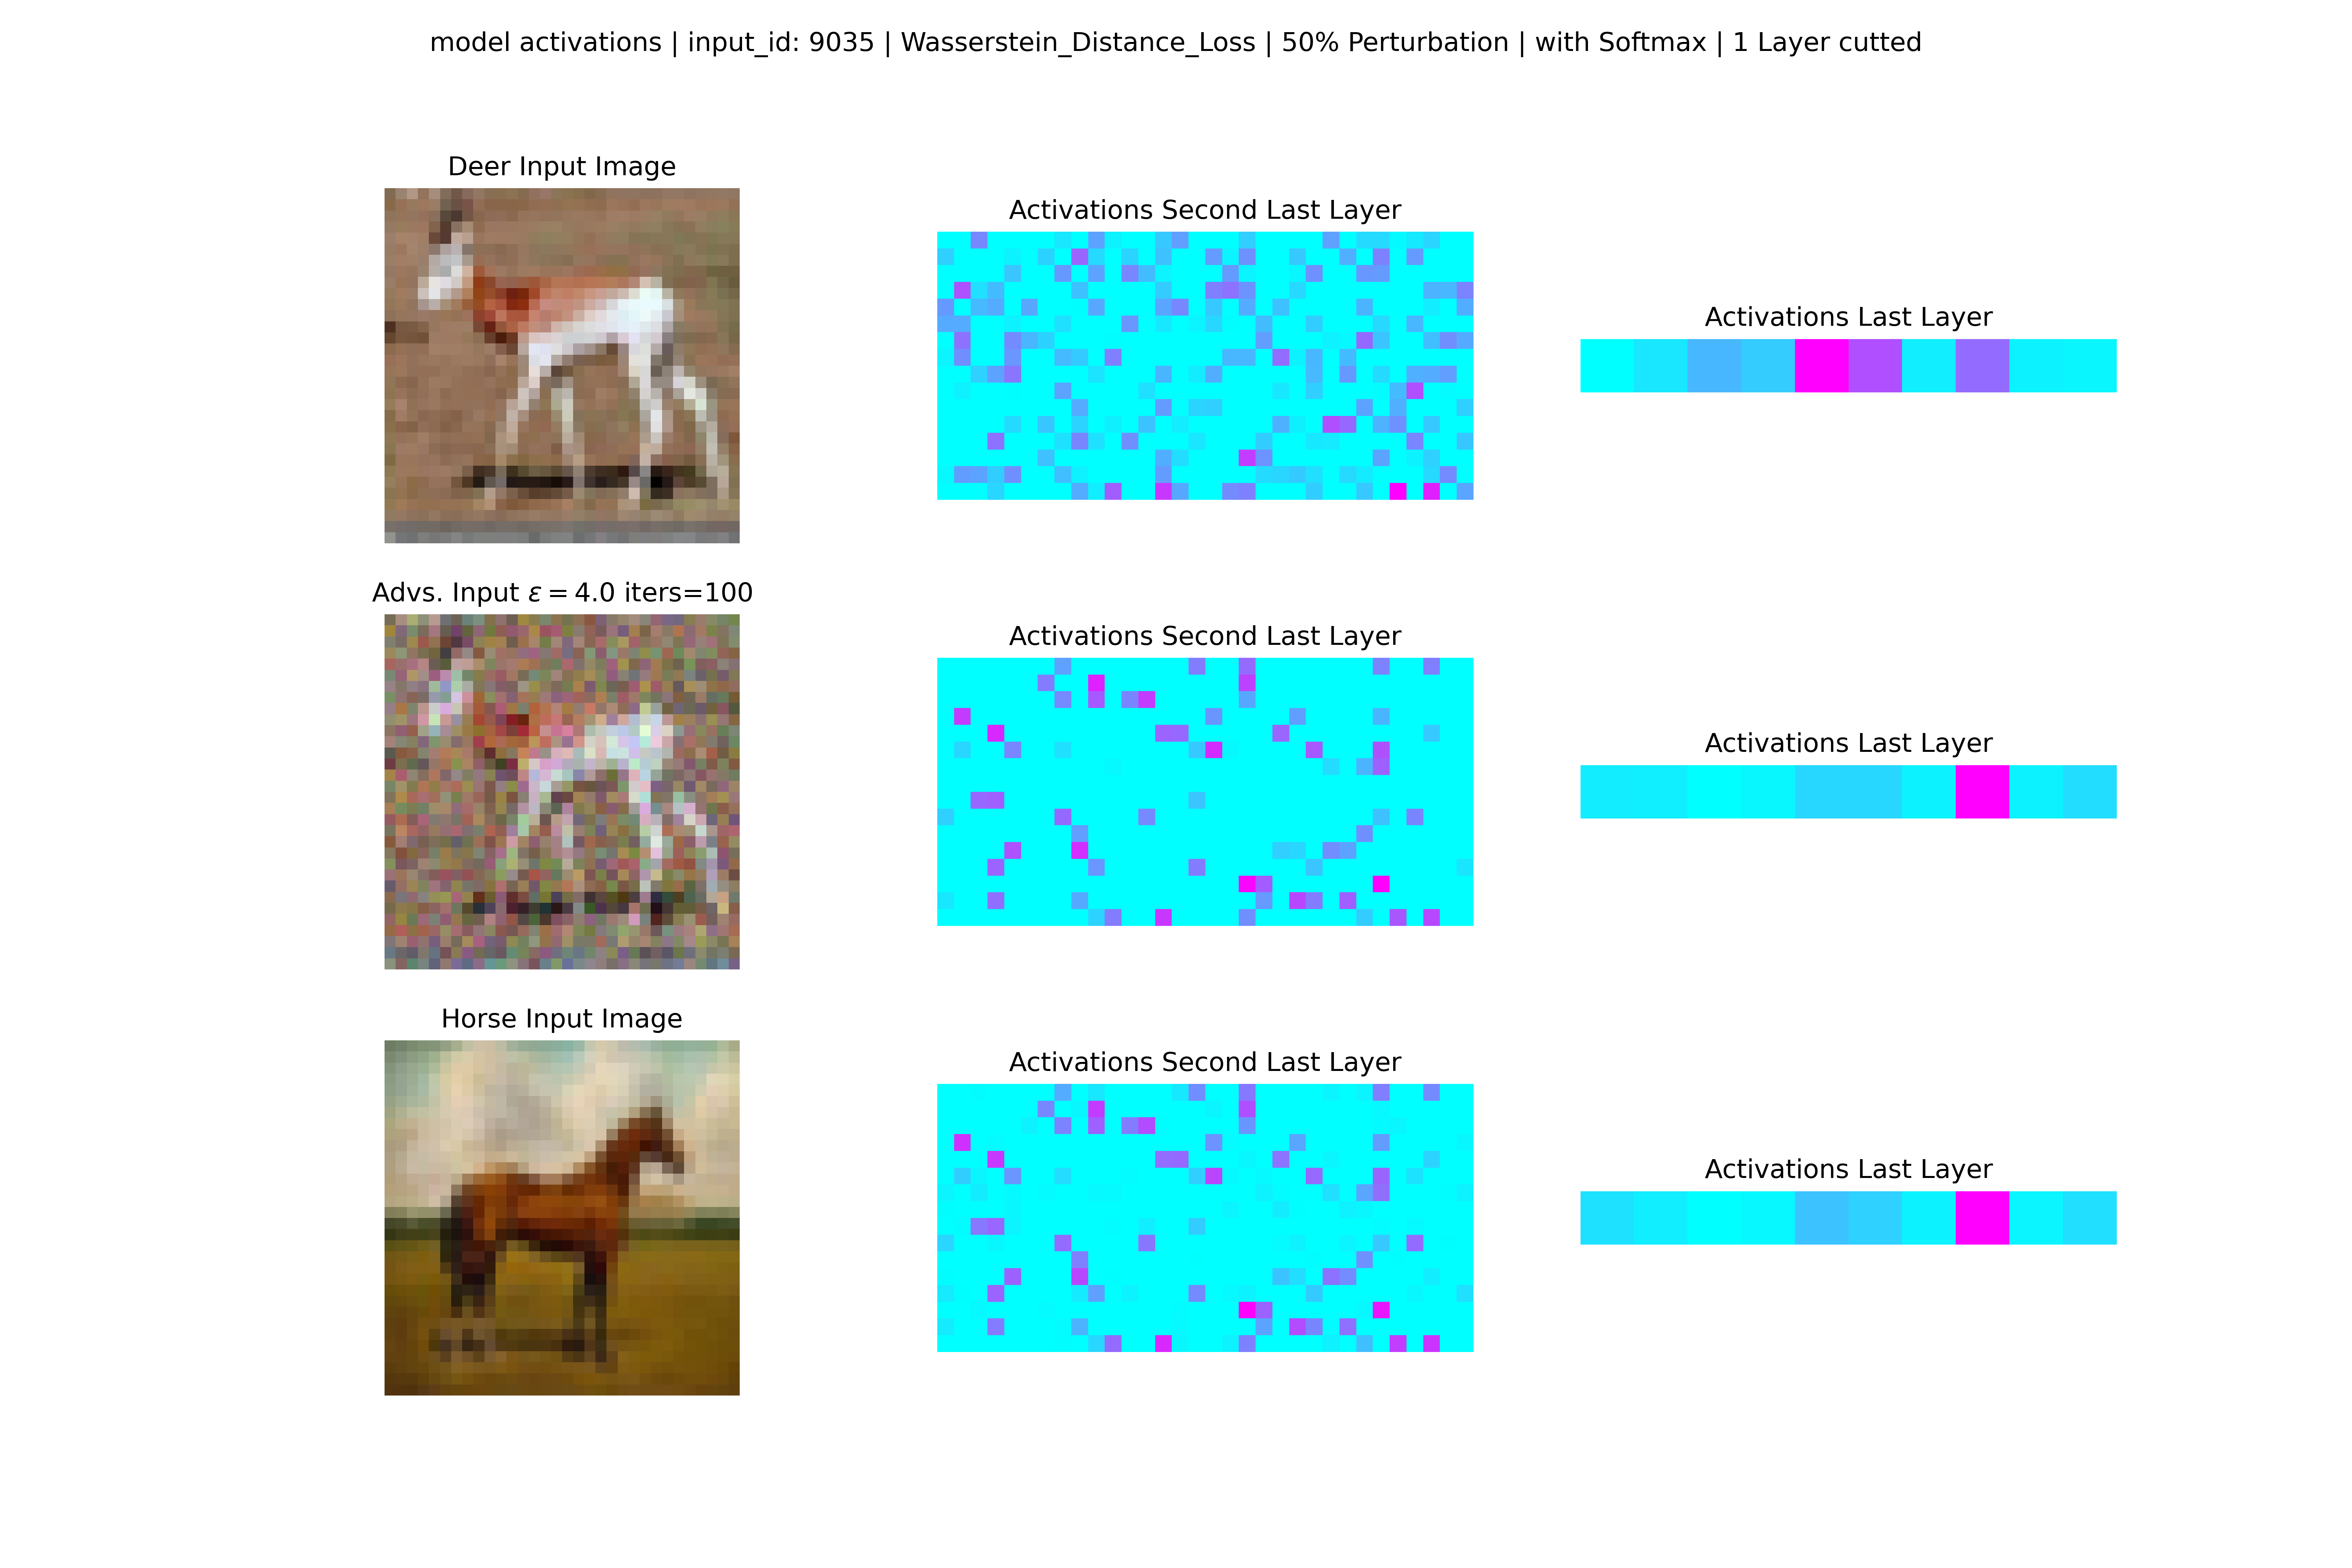 model activations | input_id: 9035 | Wasserstein_Distance_Loss | 50% Perturbation | with Softmax | 1 Layer cutted
Deer Input Image
Activations Second Last Layer
Activations Last Layer
Advs. Input ε = 4.0 iters=100
Activations Second Last Layer
Activations Last Layer
Horse Input Image
Activations Second Last Layer
Activations Last Layer